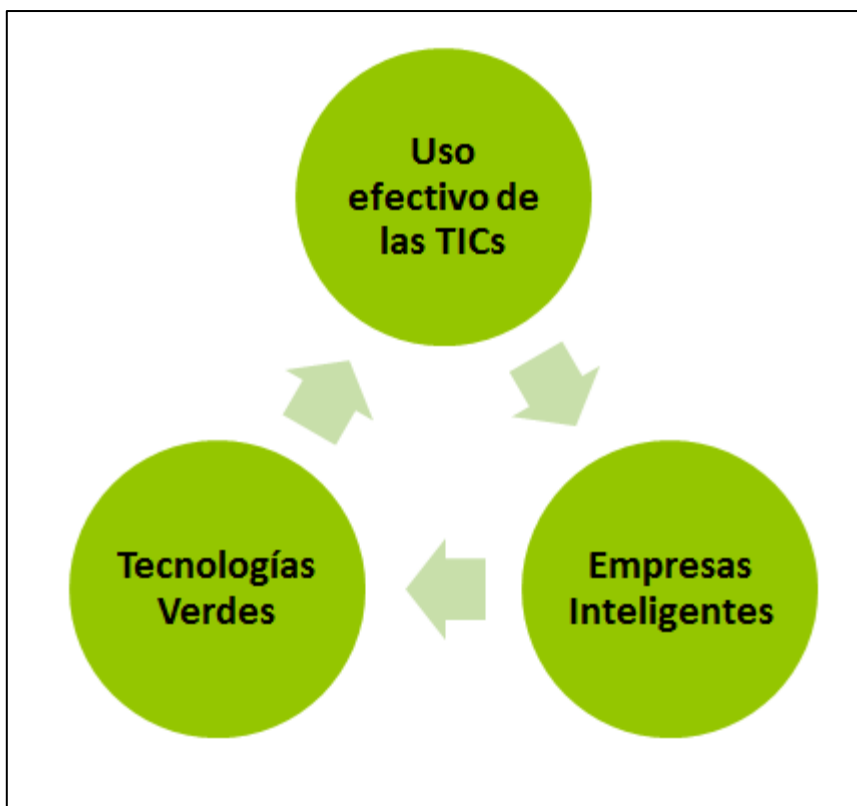 Uso
efectivo de
las TICs
Tecnologías
Verdes
Empresas
Inteligentes